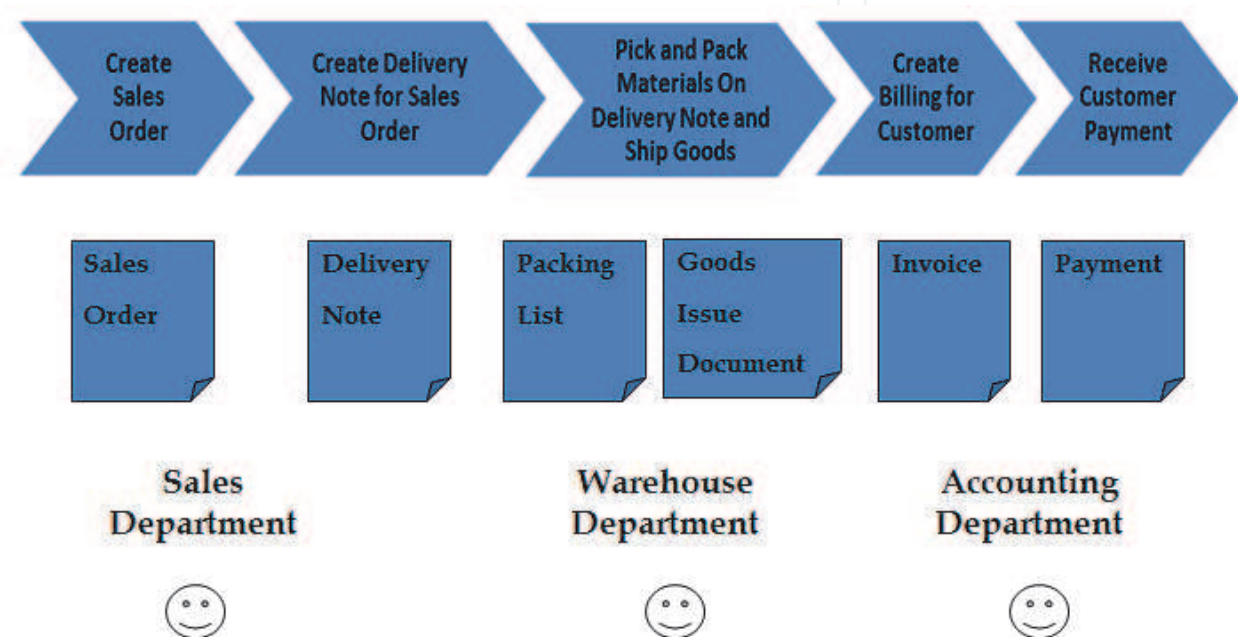 Create
Sales
Order
Create Delivery
Note for Sales
Order
Pick and Pack
Materials On
Delivery Note and
Ship Goods
Create
Billing for
Customer
Receive
Customer
Payment
Sales
Order
Delivery
Note
Packing
List
Goods
Issue
Document
Invoice
Payment
Sales
Department
Warehouse
Department
Accounting
Department